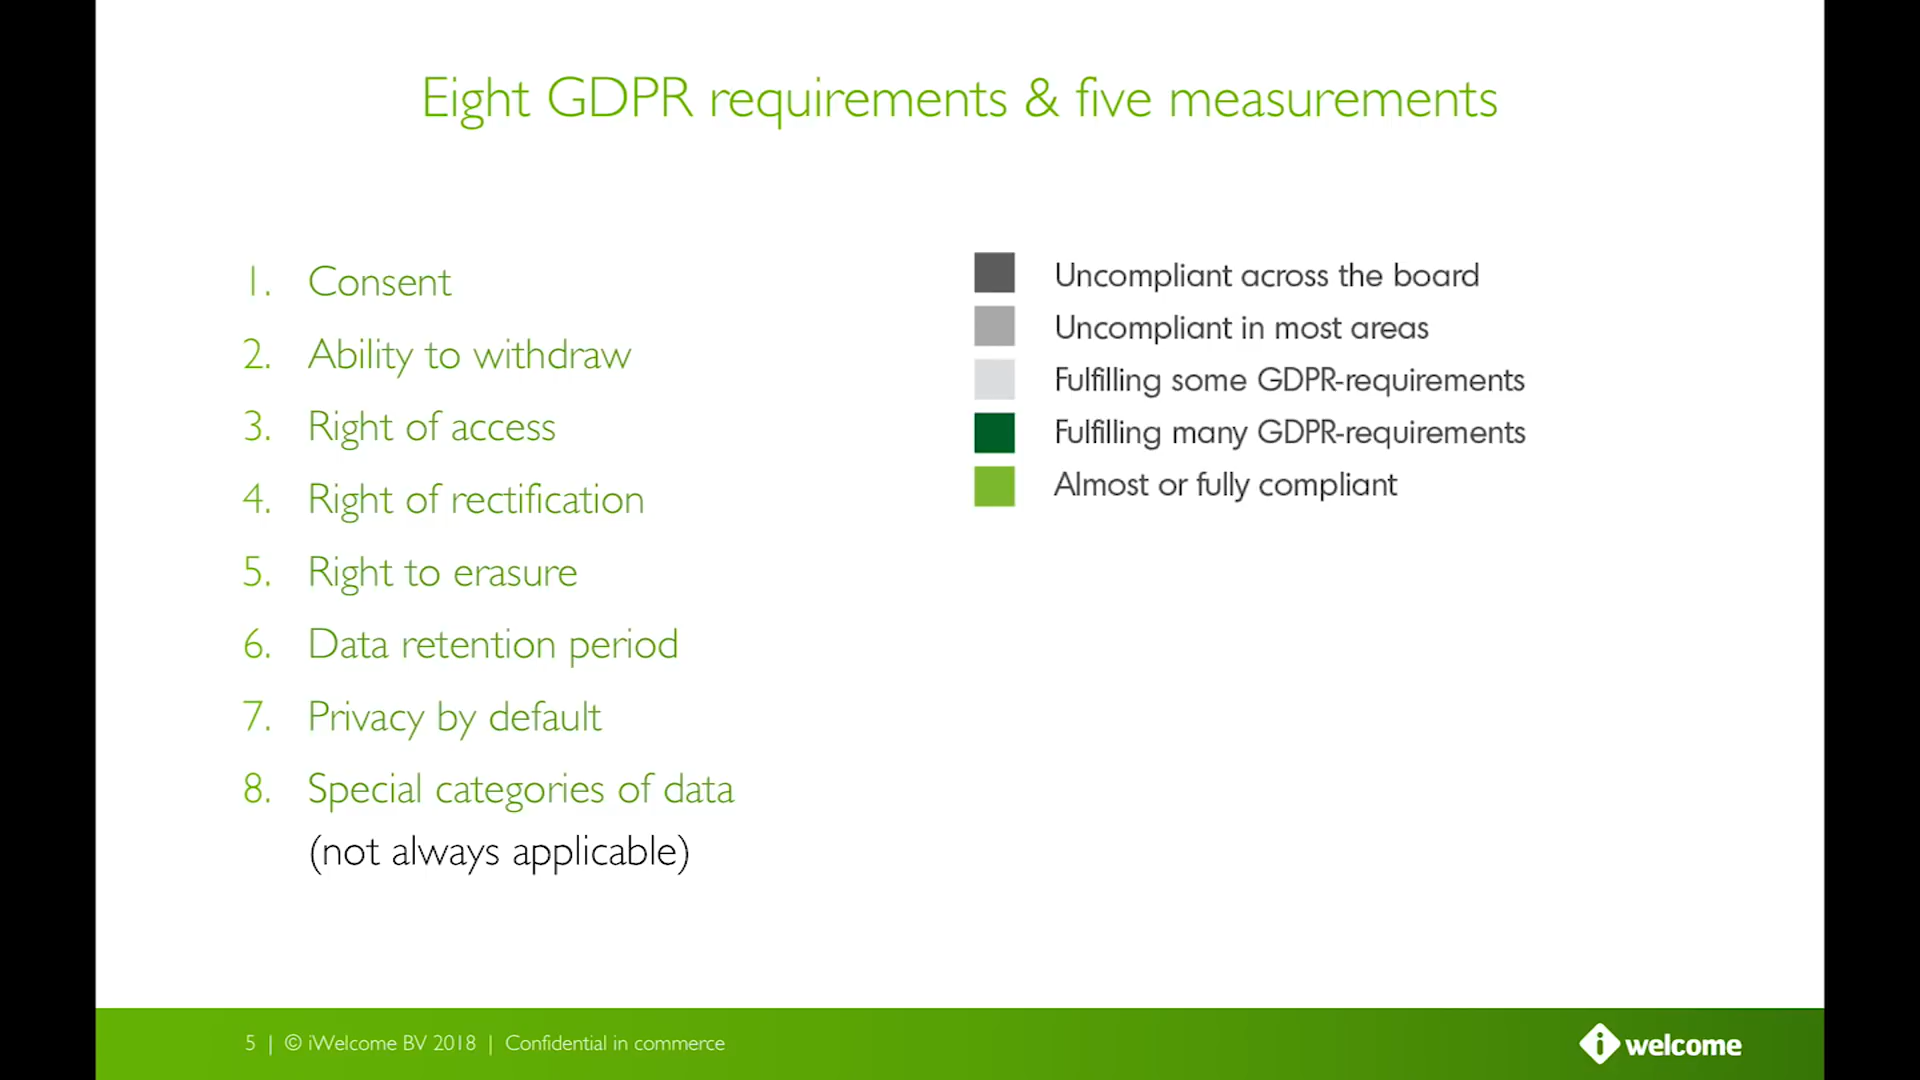 Eight GDPR requirements & five measurements
1. Consent
2. Ability to withdraw
3. Right of access
4. Right of rectification
5. Right to erasure
6. Data retention period
7. Privacy by default
8. Special categories of data
(not always applicable)
Uncompliant across the board
Uncompliant in most areas
Fulfilling some GDPR-requirements
Fulfilling many GDPR-requirements
Almost or fully compliant
5 | © iWelcome BV 2018 | Confidential in commerce
i welcome